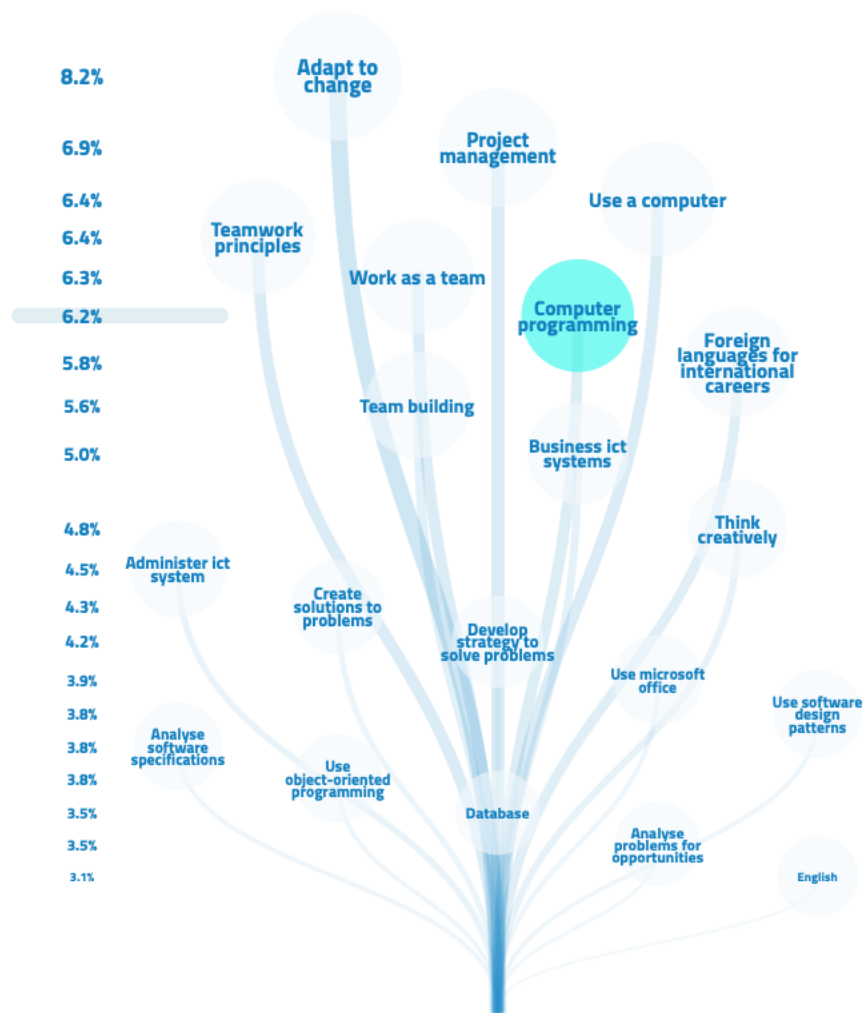 8.2%
Adapt to
change
6.9%
Project
management
6.4%
Use a computer
6.4%
Teamwork
principles
6.3%
Work as a team
6.2%
Computer
programming
5.8%
Foreign
languages for
international
careers
5.6%
Team building
5.0%
Business ict
systems
4.8%
Think
creatively
4.5%
Administer ict
system
4.3%
Create
solutions to
problems
4.2%
Develop
strategy to
solve problems
3.9%
Use microsoft
office
3.8%
Use software
design
patterns
3.8%
Analyse
software
specifications
3.8%
Use
object-oriented
programming
3.5%
Database
3.5%
Analyse
problems for
opportunities
3.1%
English